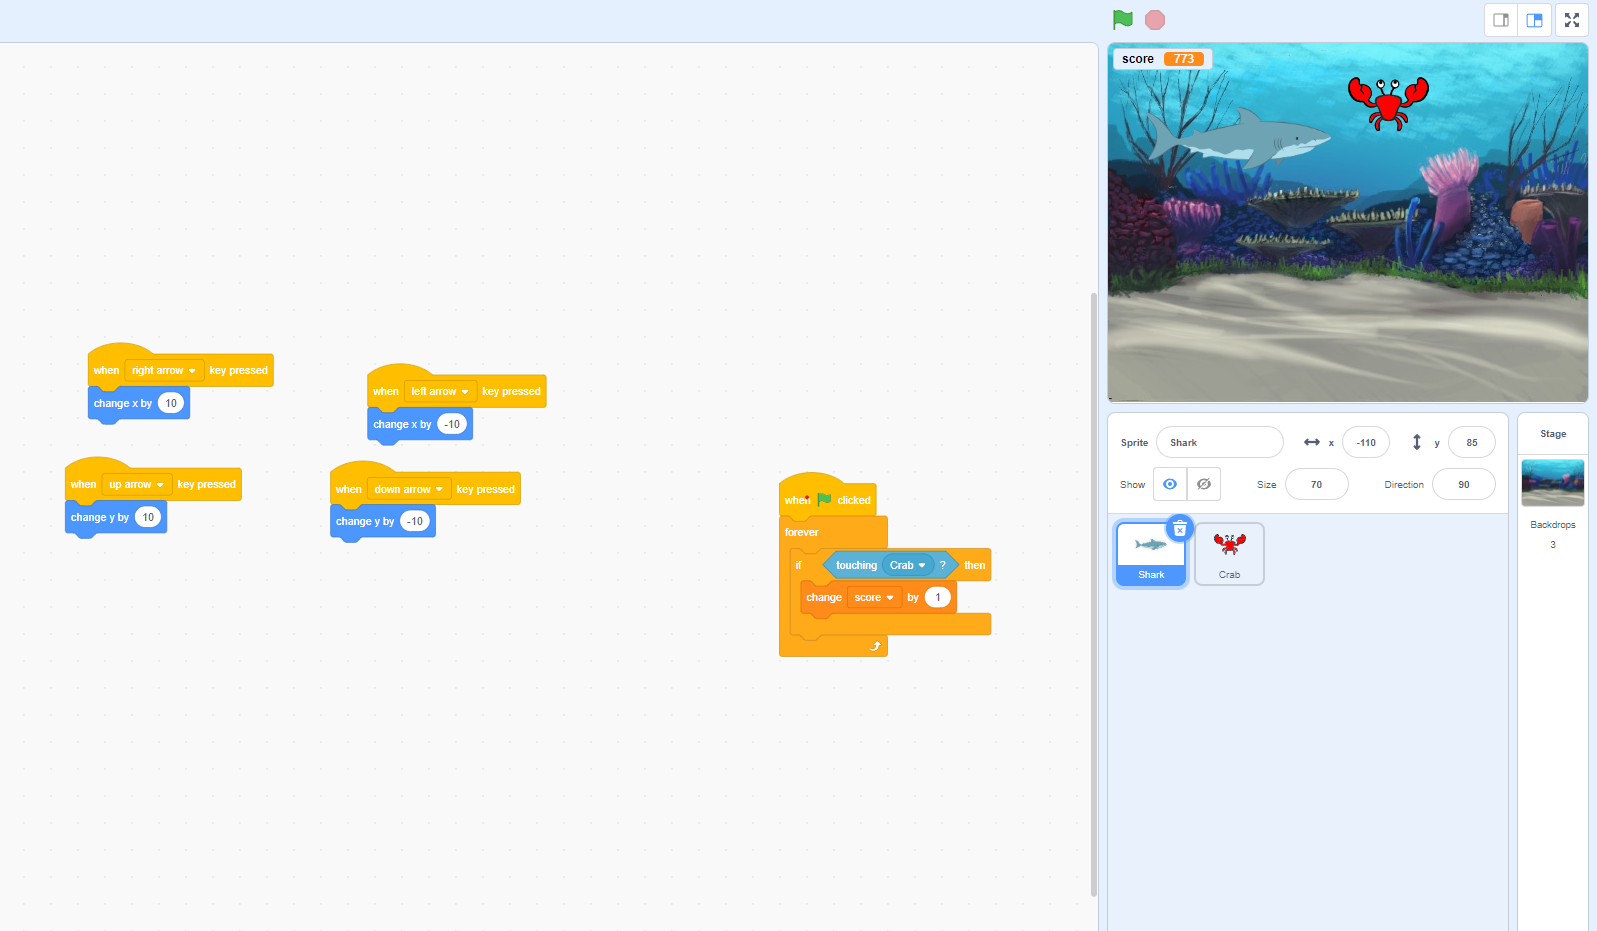 score 773
when right arrow key pressed
change x by 10
when left arrow key pressed
change x by -10
when up arrow key pressed
change y by 10
when down arrow key pressed
change y by -10
when clicked
forever
if touching Crab ? then
change score by 1
Sprite Shark x -110 y 85
Show Size 70 Direction 90
Shark
Crab
Stage
Backdrops
3